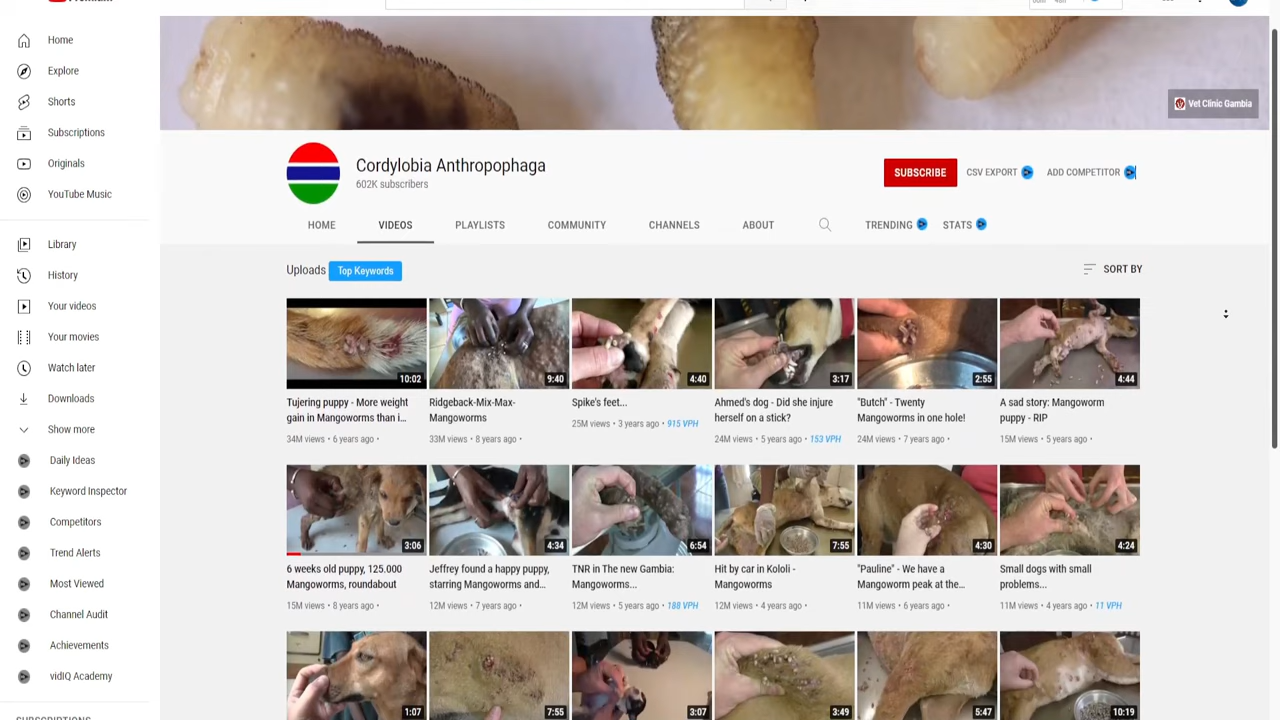 Home
Explore
Shorts
Subscriptions
Originals
YouTube Music
Library
History
Your videos
Your movies
Watch later
Downloads
Show more
Daily Ideas
Keyword Inspector
Competitors
Trend Alerts
Most Viewed
Channel Audit
Achievements
vidIQ Academy
Vet Clinic Gambia
Cordylobia Anthropophaga
602K subscribers
SUBSCRIBE
CSV EXPORT
ADD COMPETITOR
HOME VIDEOS PLAYLISTS COMMUNITY CHANNELS ABOUT TRENDING STATS
Uploads Top Keywords
SORT BY
10:02
Tujering puppy - More weight
gain in Mangoworms than i...
34M views • 6 years ago •
9:40
Ridgeback-Mix-Max-
Mangoworms
33M views • 8 years ago •
4:40
Spike's feet...
25M views • 3 years ago • 915 VPH
3:17
Ahmed's dog - Did she injure
herself on a stick?
24M views • 5 years ago • 153 VPH
2:55
"Butch" - Twenty
Mangoworms in one hole!
24M views • 7 years ago •
4:44
A sad story: Mangoworm
puppy - RIP
15M views • 5 years ago •
3:06
6 weeks old puppy, 125.000
Mangoworms, roundabout
15M views • 8 years ago •
4:34
Jeffrey found a happy puppy,
starring Mangoworms and...
12M views • 7 years ago •
6:54
TNR in The new Gambia:
Mangoworms...
12M views • 5 years ago • 188 VPH
7:55
Hit by car in Kololi -
Mangoworms
12M views • 4 years ago •
4:30
"Pauline" - We have a
Mangoworm peak at the...
11M views • 6 years ago •
4:24
Small dogs with small
problems...
11M views • 4 years ago • 11 VPH
1:07
7:55
3:07
3:49
5:47
10:19